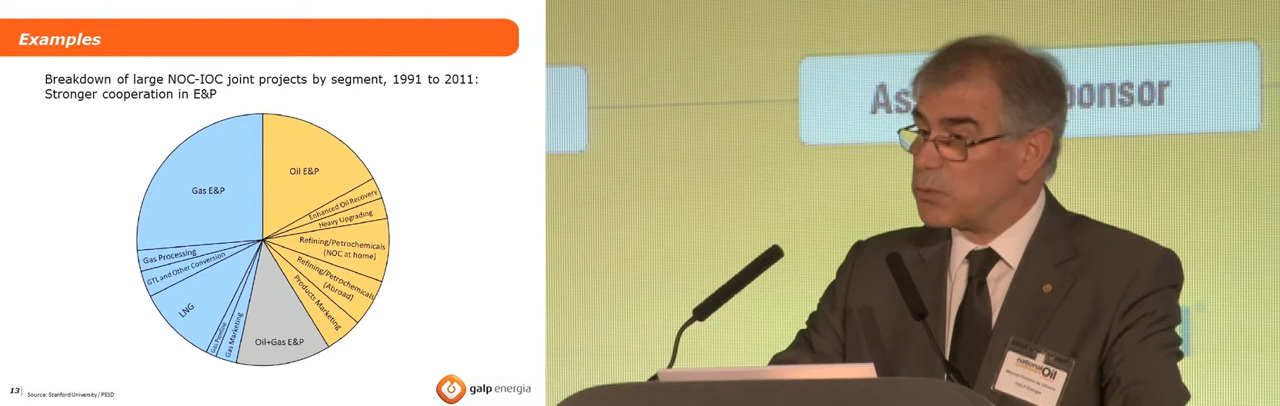 Examples
Breakdown of large NOC-IOC joint projects by segment, 1991 to 2011:
Stronger cooperation in E&P
Oil E&P
Enhanced Oil Recovery
Heavy Upgrading
Refining/Petrochemicals
(NOC at home)
Refining/Petrochemicals
(Abroad)
Products Marketing
Oil+Gas E&P
Gas Marketing
Gas Pipeline
LNG
GTL and Other Conversion
Gas Processing
Gas E&P
13
Source: Stanford University / PESD
galp energia
national
Oil